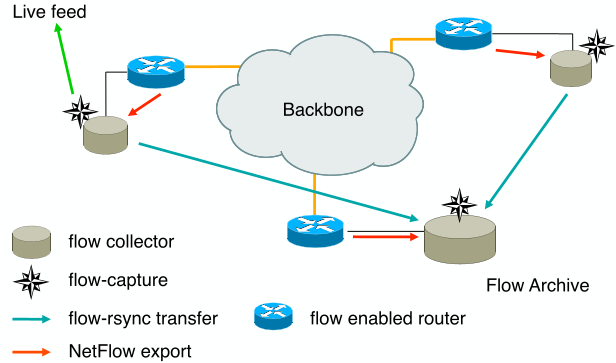 Live feed
Backbone
flow collector
flow-capture
Flow Archive
flow-rsync transfer
flow enabled router
NetFlow export